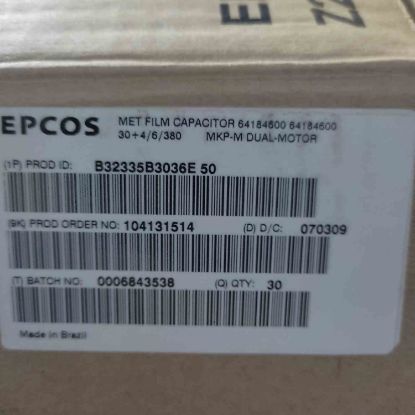 Z2
EPCOS
MET FILM CAPACITOR 64184600 64184600
30+4/6/380 MKP-M DUAL-MOTOR
(1P) PROD ID: B32335B3036E 50
(9K) PROD ORDER NO: 104131514 (D) D/C: 070309
(T) BATCH NO: 0006843538 (Q) QTY: 30
Made in Brazil